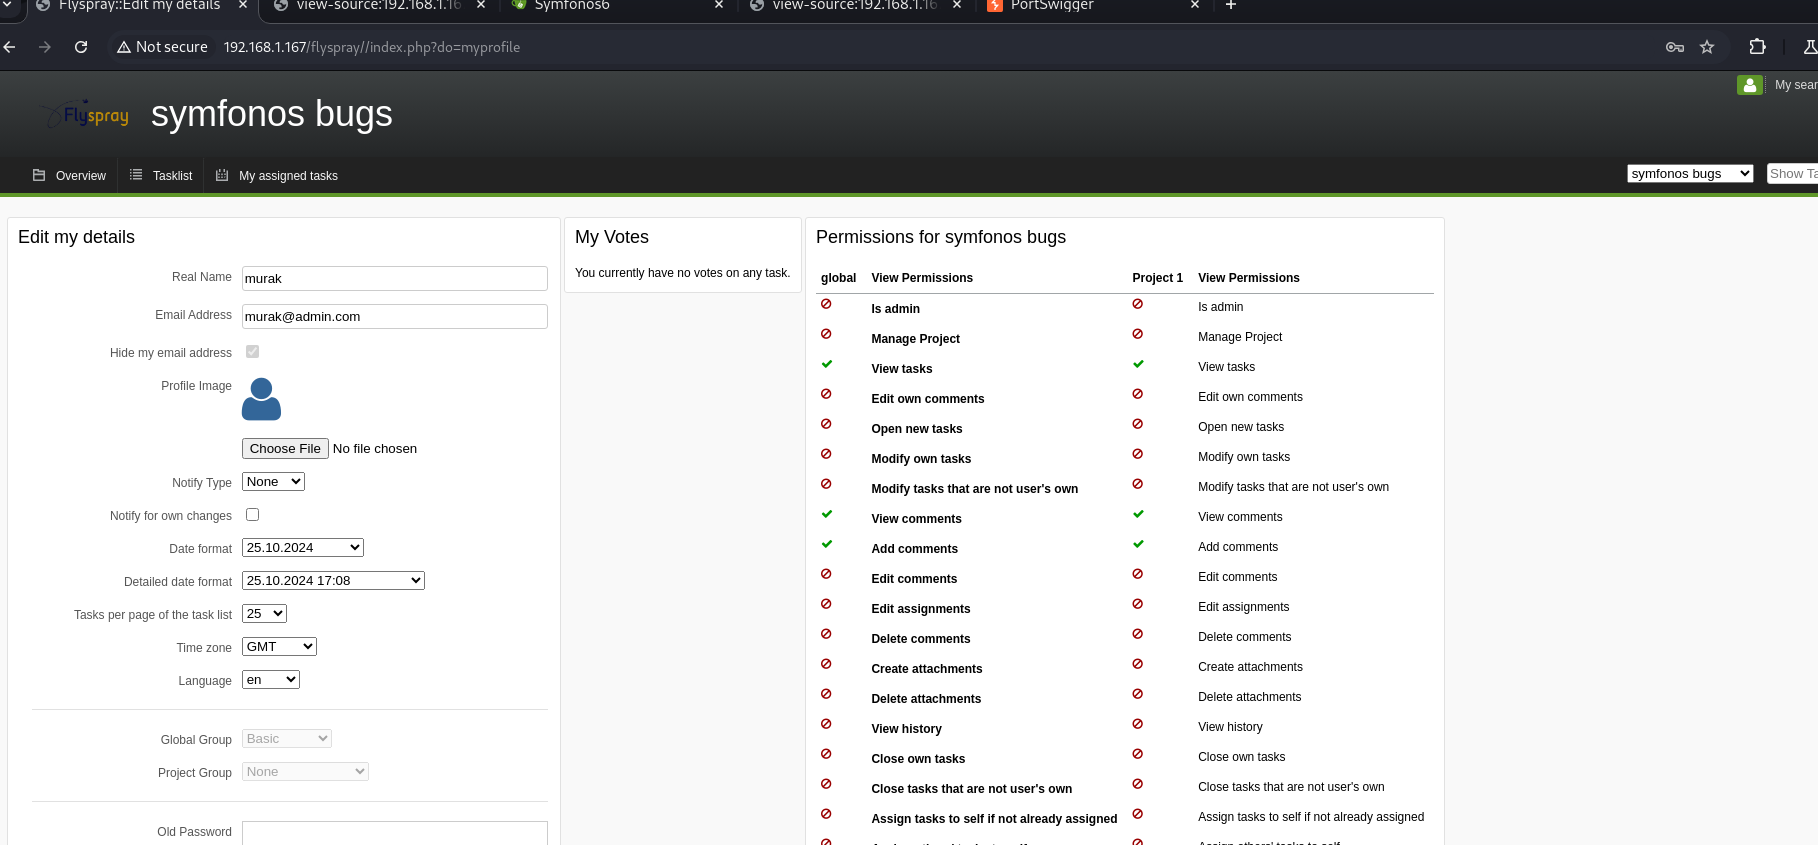 Flyspray::Edit my details
view-source:192.168.1.16
Symfonos6
view-source:192.168.1.16
PortSwigger
Not secure 192.168.1.167/flyspray//index.php?do=myprofile
My sear
Flyspray symfonos bugs
Overview Tasklist My assigned tasks symfonos bugs Show Ta
Edit my details
Real Name murak
Email Address murak@admin.com
Hide my email address
Profile Image
Choose File No file chosen
Notify Type None
Notify for own changes
Date format 25.10.2024
Detailed date format 25.10.2024 17:08
Tasks per page of the task list 25
Time zone GMT
Language en
Global Group Basic
Project Group None
Old Password
My Votes
You currently have no votes on any task.
Permissions for symfonos bugs
global View Permissions Project 1 View Permissions
Is admin Is admin
Manage Project Manage Project
View tasks View tasks
Edit own comments Edit own comments
Open new tasks Open new tasks
Modify own tasks Modify own tasks
Modify tasks that are not user's own Modify tasks that are not user's own
View comments View comments
Add comments Add comments
Edit comments Edit comments
Edit assignments Edit assignments
Delete comments Delete comments
Create attachments Create attachments
Delete attachments Delete attachments
View history View history
Close own tasks Close own tasks
Close tasks that are not user's own Close tasks that are not user's own
Assign tasks to self if not already assigned Assign tasks to self if not already assigned